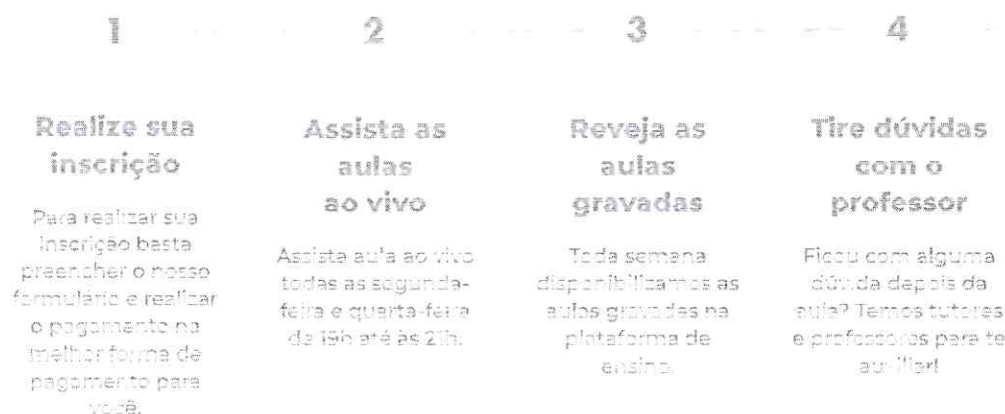 1
Realize sua
inscrição
Para realizar sua
inscrição basta
preencher o nosso
formulário e realizar
o pagamento na
melhor forma de
pagamento para
você.
2
Assista as
aulas
ao vivo
Assista aula ao vivo
todas as segunda-
feira e quarta-feira
de 19h até às 21h.
3
Reveja as
aulas
gravadas
Toda semana
disponibilizamos as
aulas gravadas na
plataforma de
ensino.
4
Tire dúvidas
com o
professor
Ficou com alguma
dúvida depois da
aula? Temos tutores
e professores para te
auxiliar!